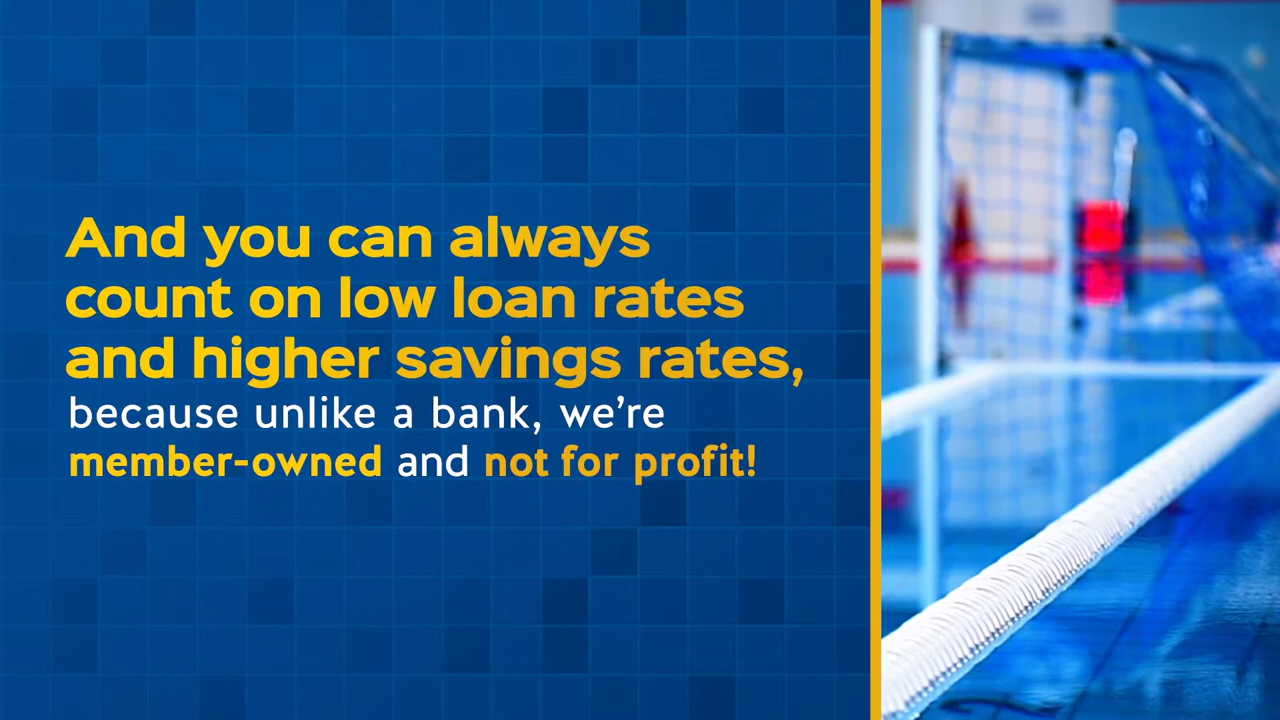 And you can always
count on low loan rates
and higher savings rates,
because unlike a bank, we’re
member-owned and not for profit!